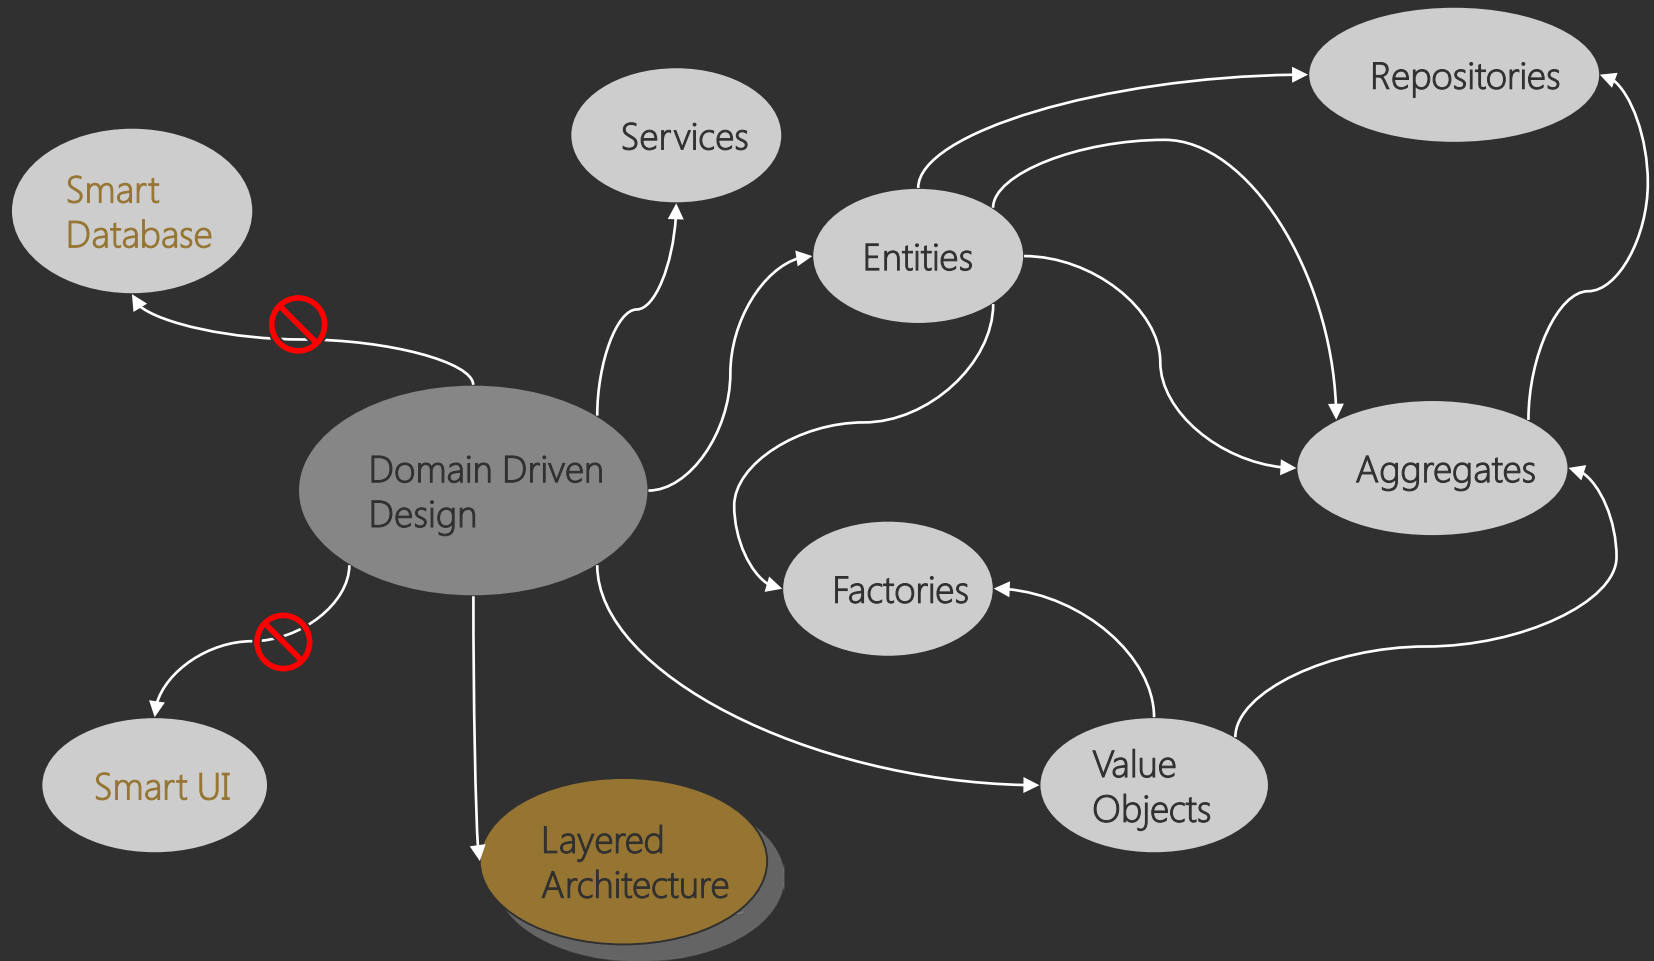 Repositories
Services
Smart
Database
Entities
Domain Driven
Design
Aggregates
Factories
Smart UI
Value
Objects
Layered
Architecture